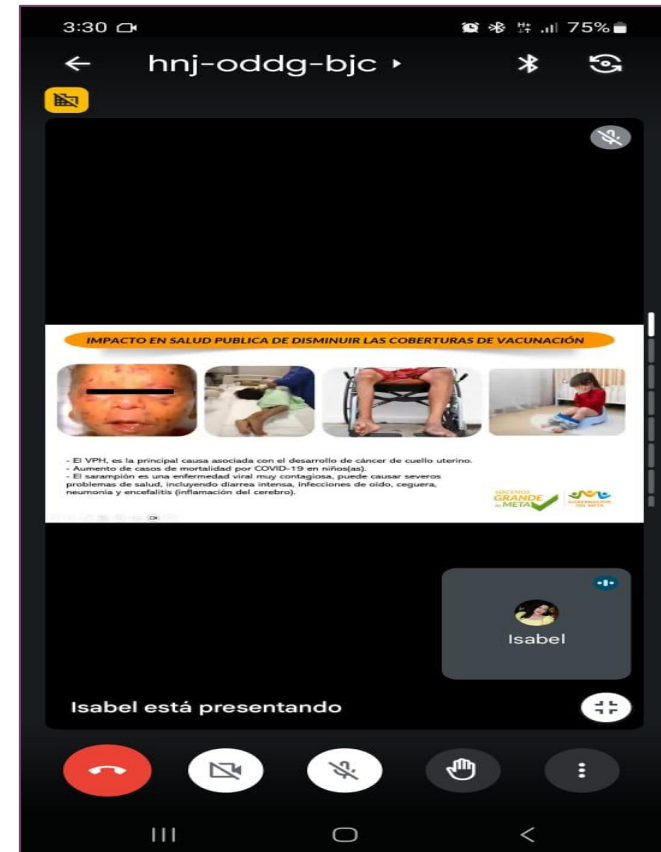 3:30
75%
hnj-oddg-bjc
IMPACTO EN SALUD PUBLICA DE DISMINUIR LAS COBERTURAS DE VACUNACIÓN
- El VPH, es la principal causa asociada con el desarrollo de cáncer de cuello uterino.
- Aumento de casos de mortalidad por COVID-19 en niños(as).
- El sarampión es una enfermedad viral muy contagiosa, puede causar severos
problemas de salud, incluyendo diarrea intensa, infecciones de oído, ceguera,
neumonía y encefalitis (inflamación del cerebro).
GRANDE
META
Isabel
Isabel está presentando